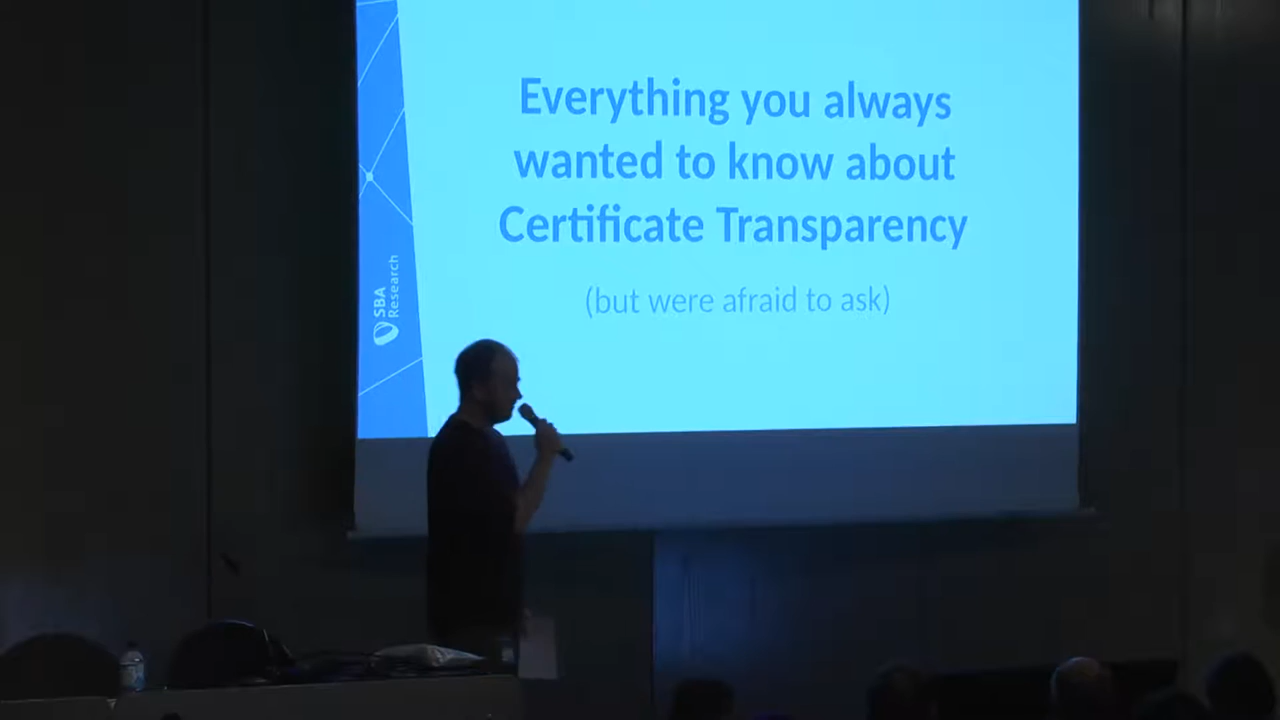 Everything you always
wanted to know about
Certificate Transparency
(but were afraid to ask)
SBA
Research